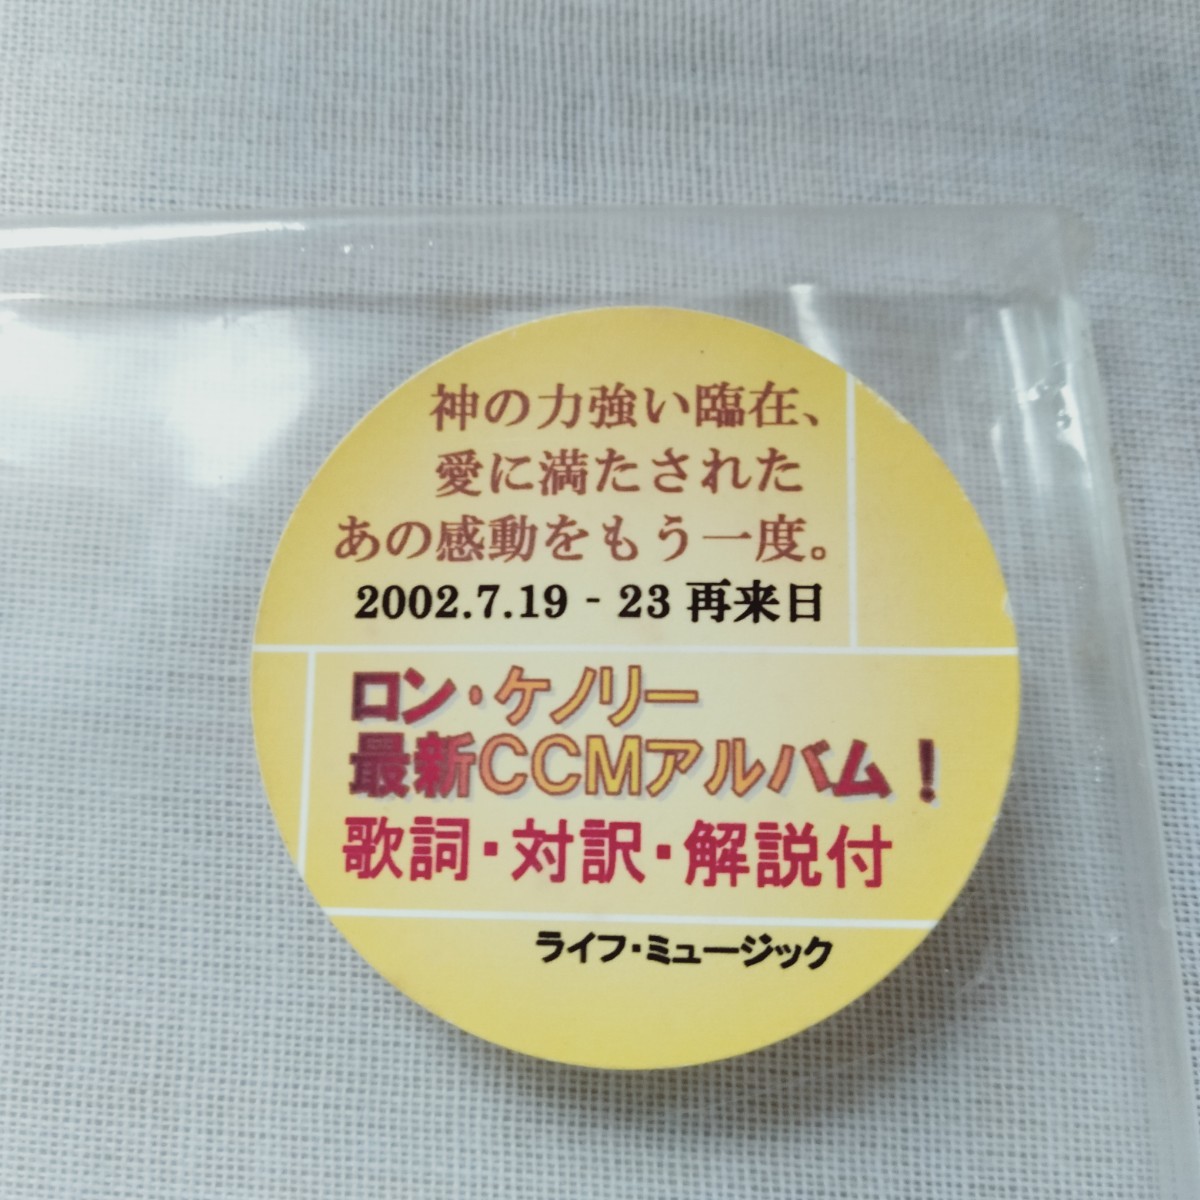 神の力強い臨在、
愛に満たされた
あの感動をもう一度。
2002.7.19 - 23 再来日
ロン・ケノリー
最新CCMアルバム！
歌詞・対訳・解説付
ライフ・ミュージック